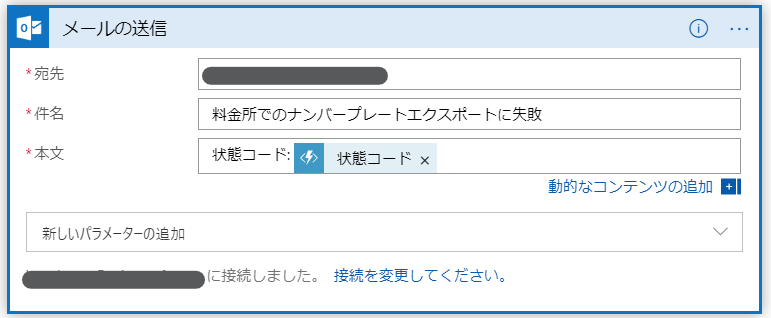 メールの送信
*宛先
*件名 料金所でのナンバープレートエクスポートに失敗
*本文 状態コード: 状態コード ×
動的なコンテンツの追加
新しいパラメーターの追加
に接続しました。 接続を変更してください。